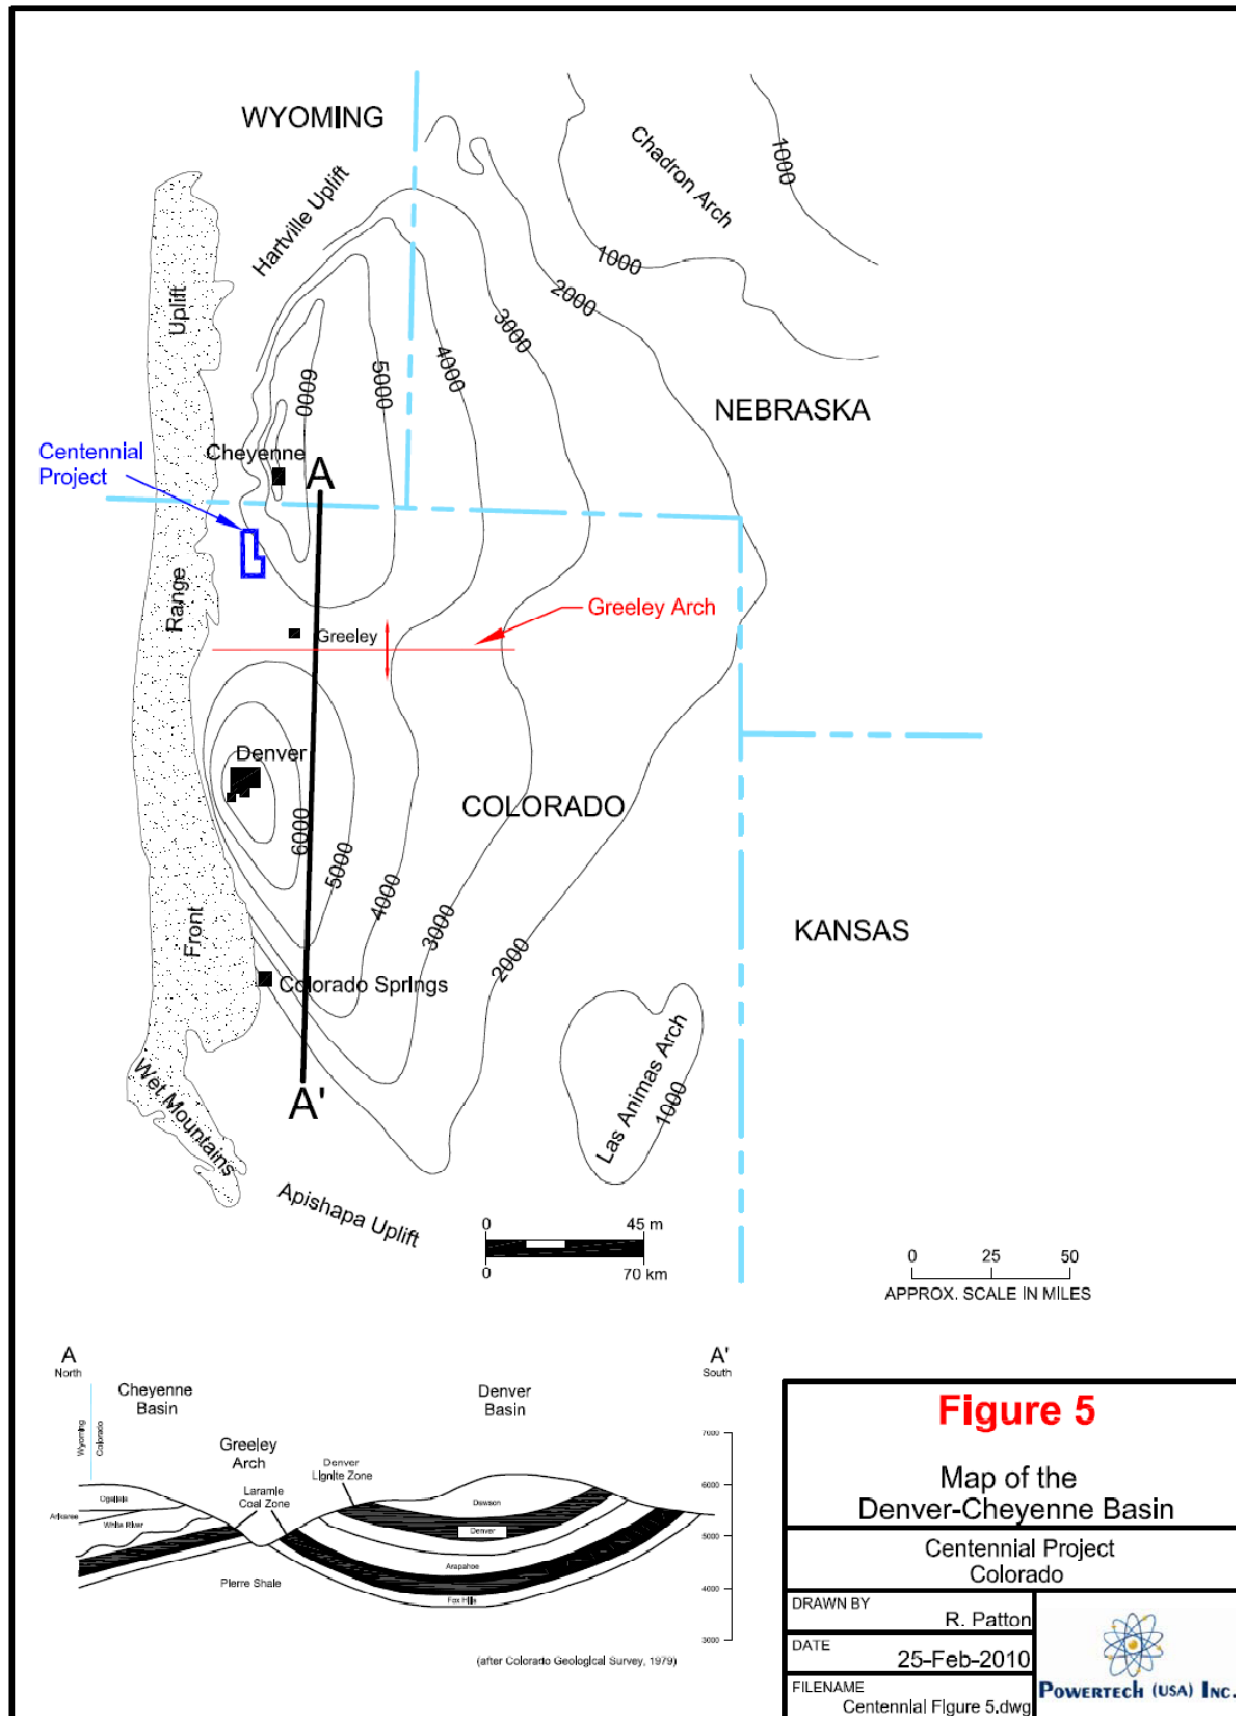 WYOMING
Chadron Arch
1000
Hartville Uplift
1000
2000
Uplift
3000
4000
5000
6000
NEBRASKA
Centennial
Project
Cheyenne
A
Range
Greeley Arch
Greeley
Denver
COLORADO
6000
5000
4000
3000
2000
Front
KANSAS
Colorado Springs
A'
Wet Mountains
Las Animas Arch
1000
Apishapa Uplift
0 45 m
0 70 km
0 25 50
APPROX. SCALE IN MILES
A
North
A'
South
Cheyenne
Basin
Denver
Basin
Wyoming
Colorado
Greeley
Arch
Denver
Lignite Zone
Laramie
Coal Zone
7000
6000
5000
4000
3000
Ogallala
Arikaree
White River
Dawson
Denver
Arapahoe
Pierre Shale
Fox Hills
(after Colorado Geological Survey, 1979)
Figure 5
Map of the
Denver-Cheyenne Basin
Centennial Project
Colorado
DRAWN BY
R. Patton
DATE
25-Feb-2010
FILENAME
Centennial Figure 5.dwg
POWERTECH (USA) INC.